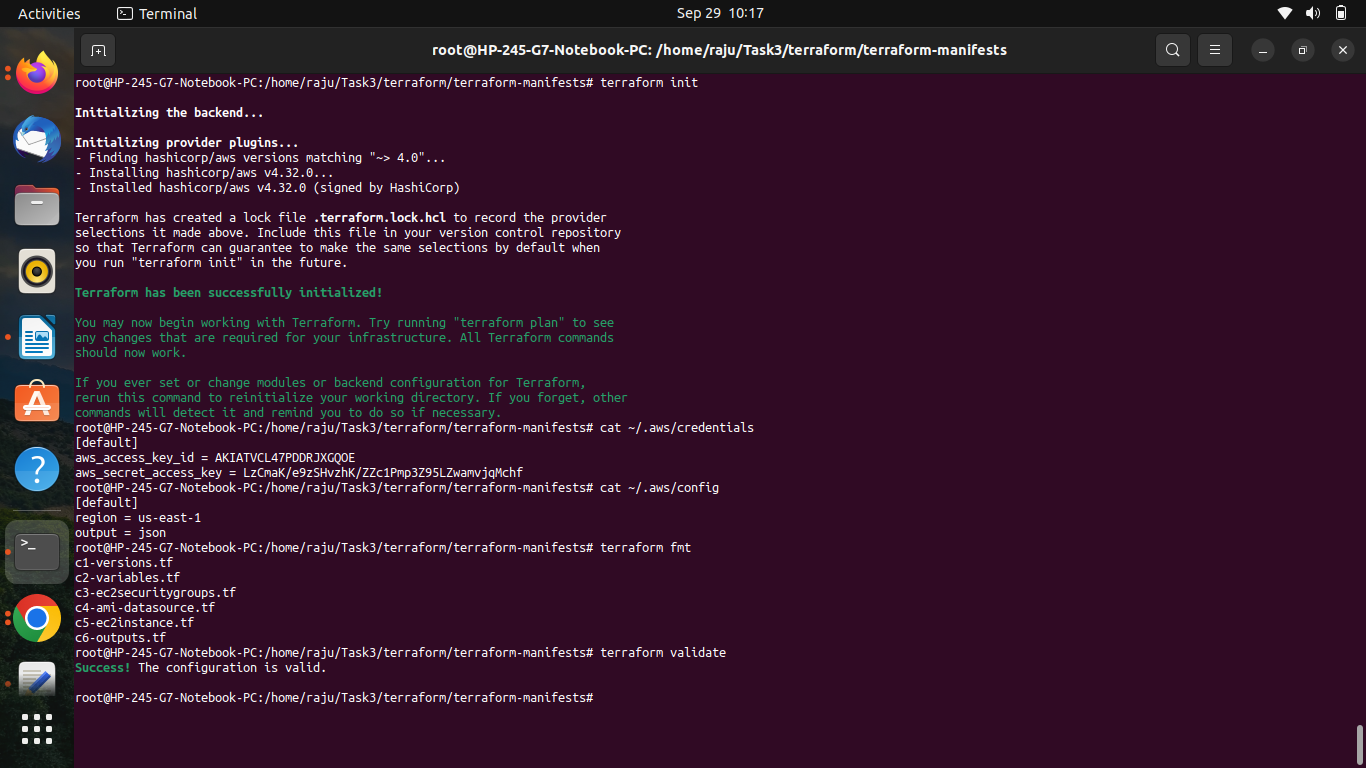 Activities Terminal Sep 29 10:17
root@HP-245-G7-Notebook-PC: /home/raju/Task3/terraform/terraform-manifests
root@HP-245-G7-Notebook-PC:/home/raju/Task3/terraform/terraform-manifests# terraform init
Initializing the backend...
Initializing provider plugins...
- Finding hashicorp/aws versions matching "~> 4.0"...
- Installing hashicorp/aws v4.32.0...
- Installed hashicorp/aws v4.32.0 (signed by HashiCorp)
Terraform has created a lock file .terraform.lock.hcl to record the provider
selections it made above. Include this file in your version control repository
so that Terraform can guarantee to make the same selections by default when
you run "terraform init" in the future.
Terraform has been successfully initialized!
You may now begin working with Terraform. Try running "terraform plan" to see
any changes that are required for your infrastructure. All Terraform commands
should now work.
If you ever set or change modules or backend configuration for Terraform,
rerun this command to reinitialize your working directory. If you forget, other
commands will detect it and remind you to do so if necessary.
root@HP-245-G7-Notebook-PC:/home/raju/Task3/terraform/terraform-manifests# cat ~/.aws/credentials
[default]
aws_access_key_id = AKIATVCL47PDDRJXGQOE
aws_secret_access_key = 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
root@HP-245-G7-Notebook-PC:/home/raju/Task3/terraform/terraform-manifests# cat ~/.aws/config
[default]
region = us-east-1
output = json
root@HP-245-G7-Notebook-PC:/home/raju/Task3/terraform/terraform-manifests# terraform fmt
c1-versions.tf
c2-variables.tf
c3-ec2securitygroups.tf
c4-ami-datasource.tf
c5-ec2instance.tf
c6-outputs.tf
root@HP-245-G7-Notebook-PC:/home/raju/Task3/terraform/terraform-manifests# terraform validate
Success! The configuration is valid.
root@HP-245-G7-Notebook-PC:/home/raju/Task3/terraform/terraform-manifests#